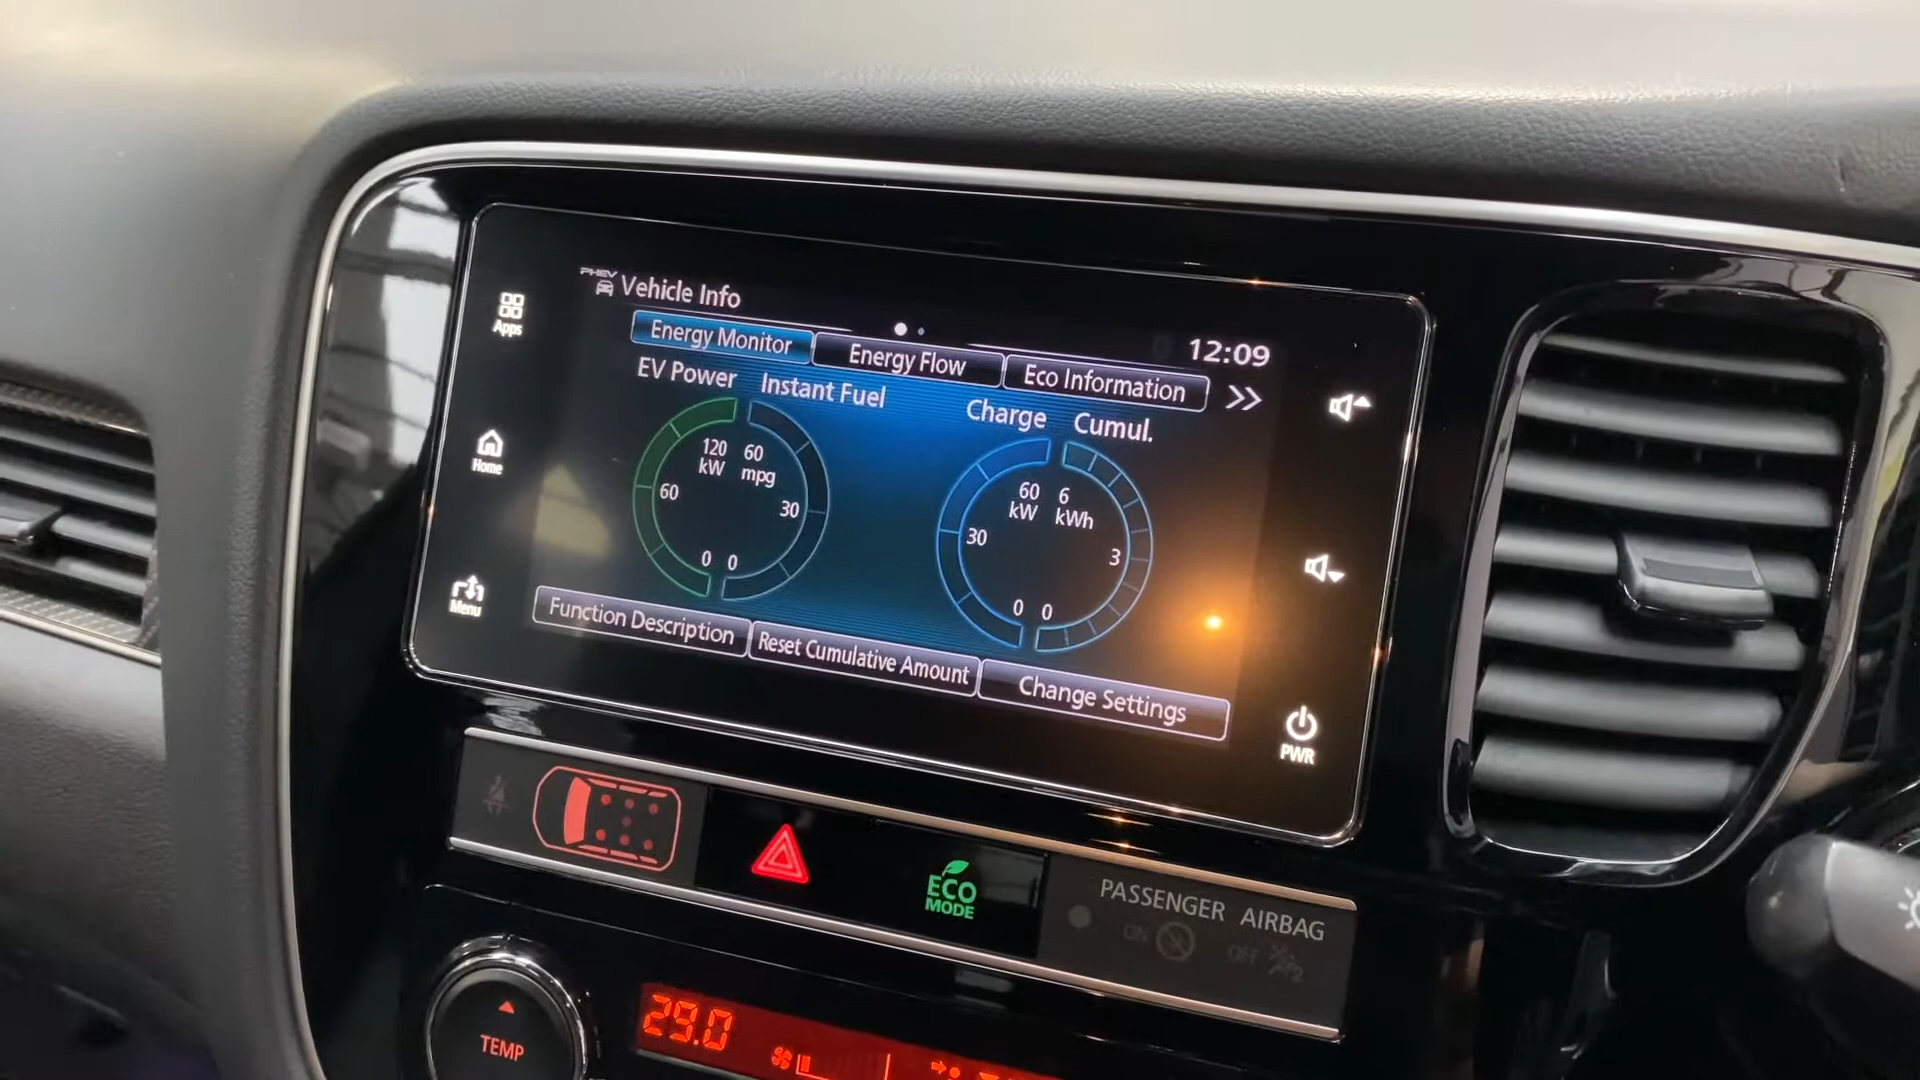 PHEV
Vehicle Info
12:09
Apps
Energy Monitor
Energy Flow
Eco Information
EV Power
Instant Fuel
Charge
Cumul.
120 kW
60 mpg
60
30
0 0
60 kW
6 kWh
30
3
0 0
Home
Menu
Function Description
Reset Cumulative Amount
Change Settings
PWR
ECO
MODE
PASSENGER AIRBAG
ON
OFF
TEMP
29.0